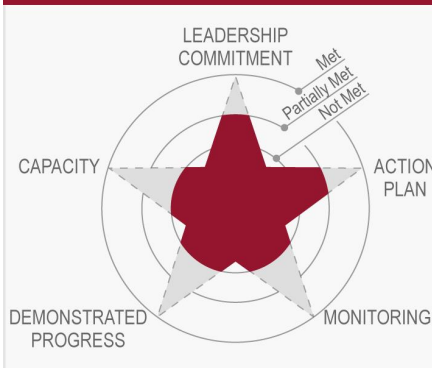 LEADERSHIP
COMMITMENT
Met
Partially Met
Not Met
CAPACITY
ACTION
PLAN
DEMONSTRATED
PROGRESS
MONITORING